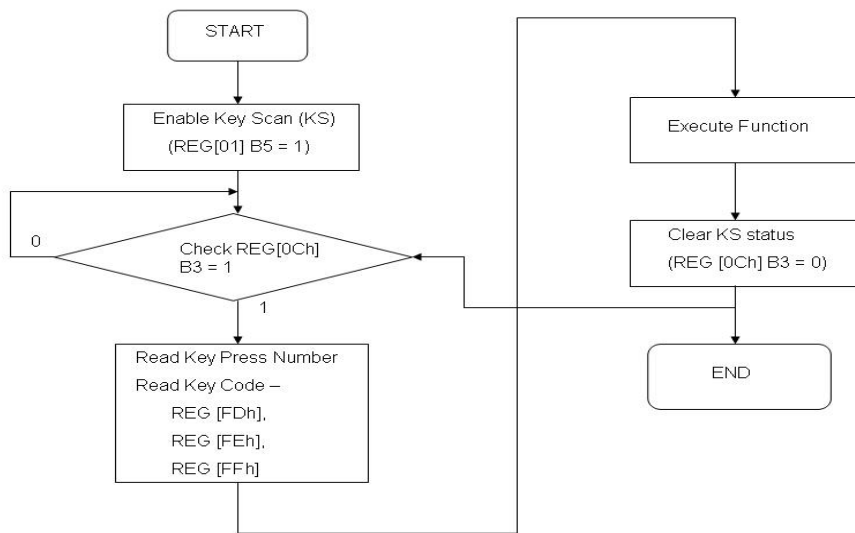 START
Enable Key Scan (KS)
(REG[01] B5 = 1)
0
Check REG[0Ch]
B3 = 1
1
Read Key Press Number
Read Key Code –
REG [FDh],
REG [FEh],
REG [FFh]
Execute Function
Clear KS status
(REG [0Ch] B3 = 0)
END